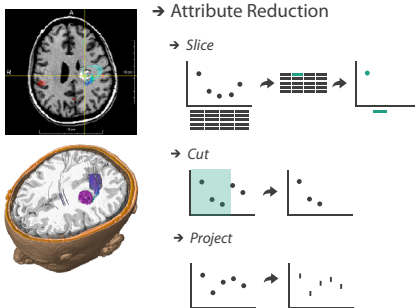 → Attribute Reduction
→ Slice
→ Cut
→ Project
A
R